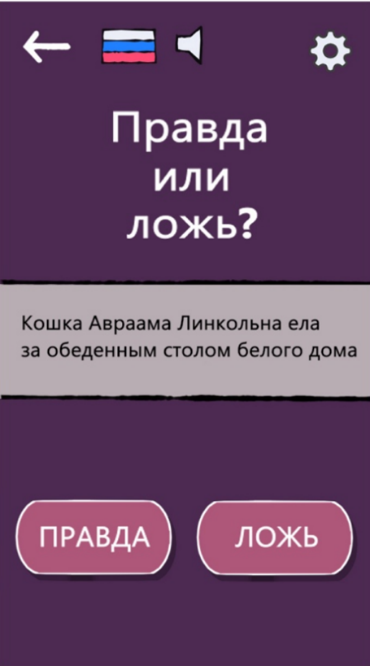 Правда
или
ложь?
Кошка Авраама Линкольна ела
за обеденным столом белого дома
ПРАВДА
ЛОЖЬ